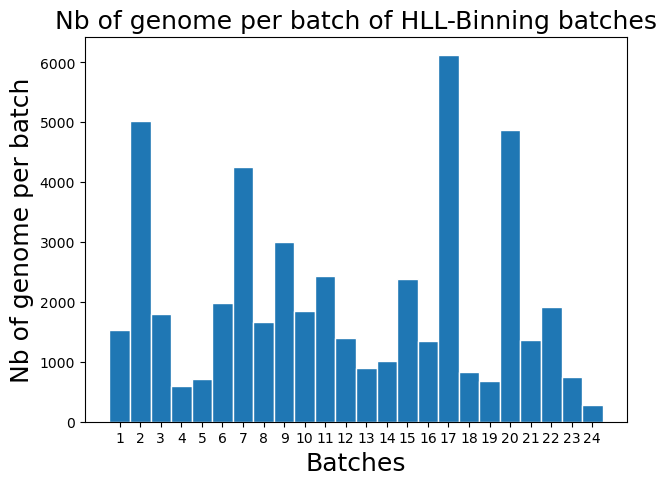 Nb of genome per batch of HLL-Binning batches
Nb of genome per batch
6000
5000
4000
3000
2000
1000
0
1 2 3 4 5 6 7 8 9 10 11 12 13 14 15 16 17 18 19 20 21 22 23 24
Batches